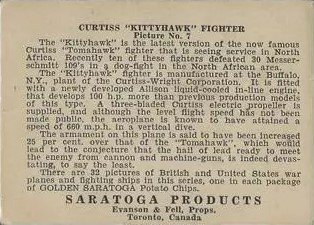 CURTISS "KITTYHAWK" FIGHTER
Picture No. 7
The "Kittyhawk" is the latest version of the now famous
Curtiss "Tomahawk" fighter that is seeing service in North
Africa. Recently ten of these fighters defeated 30 Messer-
schmitt 109's in a dog-fight in the North African area.
The "Kittyhawk" fighter is manufactured at the Buffalo,
N.Y., plant of the Curtiss-Wright Corporation. It is fitted
with a newly developed Allison liquid-cooled in-line engine,
that develops 100 h.p. more than previous production models
of this type. A three-bladed Curtiss electric propeller is
supplied, and although the level flight speed has not been
made public, the aeroplane is known to have attained a
speed of 660 m.p.h. in a vertical dive.
The armament on this plane is said to have been increased
25 per cent. over that of the "Tomahawk", which would
lead to the conjecture that the hail of lead ready to meet
the enemy from cannon and machine-guns, is indeed devas-
tating, to say the least.
There are 32 pictures of British and United States war
planes and fighting ships in this series, one in each package
of GOLDEN SARATOGA Potato Chips.
SARATOGA PRODUCTS
Evanson & Fell, Props.
Toronto, Canada